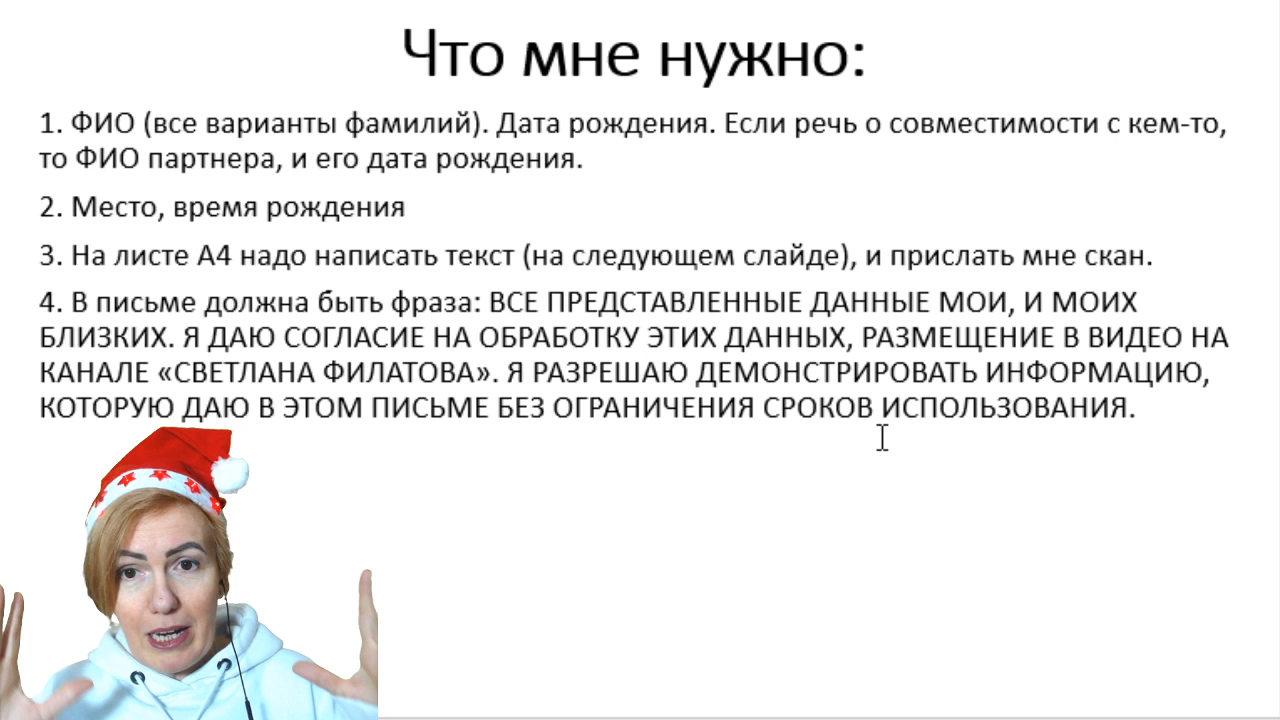 Что мне нужно:
1. ФИО (все варианты фамилий). Дата рождения. Если речь о совместимости с кем-то,
то ФИО партнера, и его дата рождения.
2. Место, время рождения
3. На листе А4 надо написать текст (на следующем слайде), и прислать мне скан.
4. В письме должна быть фраза: ВСЕ ПРЕДСТАВЛЕННЫЕ ДАННЫЕ МОИ, И МОИХ
БЛИЗКИХ. Я ДАЮ СОГЛАСИЕ НА ОБРАБОТКУ ЭТИХ ДАННЫХ, РАЗМЕЩЕНИЕ В ВИДЕО НА
КАНАЛЕ «СВЕТЛАНА ФИЛАТОВА». Я РАЗРЕШАЮ ДЕМОНСТРИРОВАТЬ ИНФОРМАЦИЮ,
КОТОРУЮ ДАЮ В ЭТОМ ПИСЬМЕ БЕЗ ОГРАНИЧЕНИЯ СРОКОВ ИСПОЛЬЗОВАНИЯ.